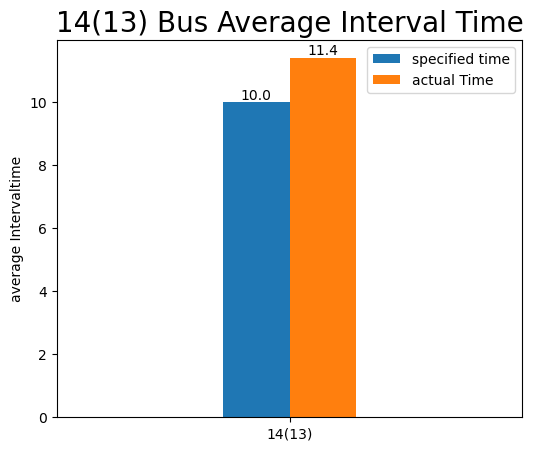 14(13) Bus Average Interval Time
11.4
10.0
specified time
actual Time
average Intervaltime
10
8
6
4
2
0
14(13)